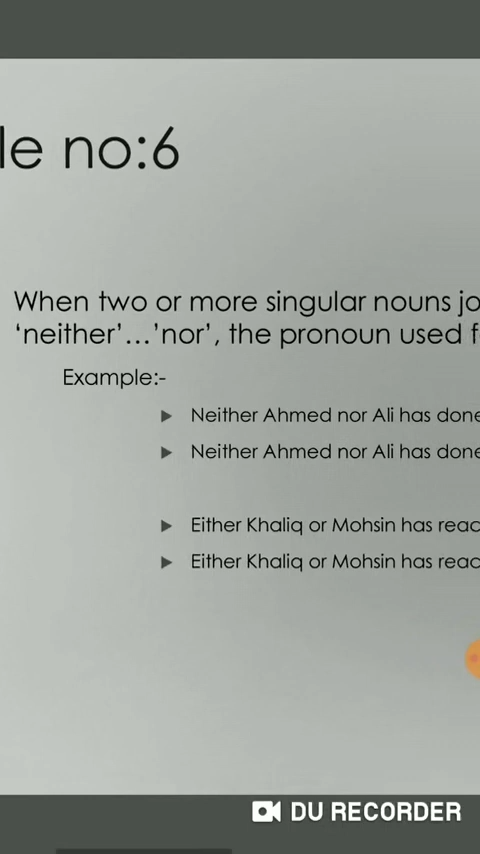 le no:6
When two or more singular nouns jo
‘neither’...’nor’, the pronoun used f
Example:-
Neither Ahmed nor Ali has done
Neither Ahmed nor Ali has done
Either Khaliq or Mohsin has reac
Either Khaliq or Mohsin has reac
DU RECORDER